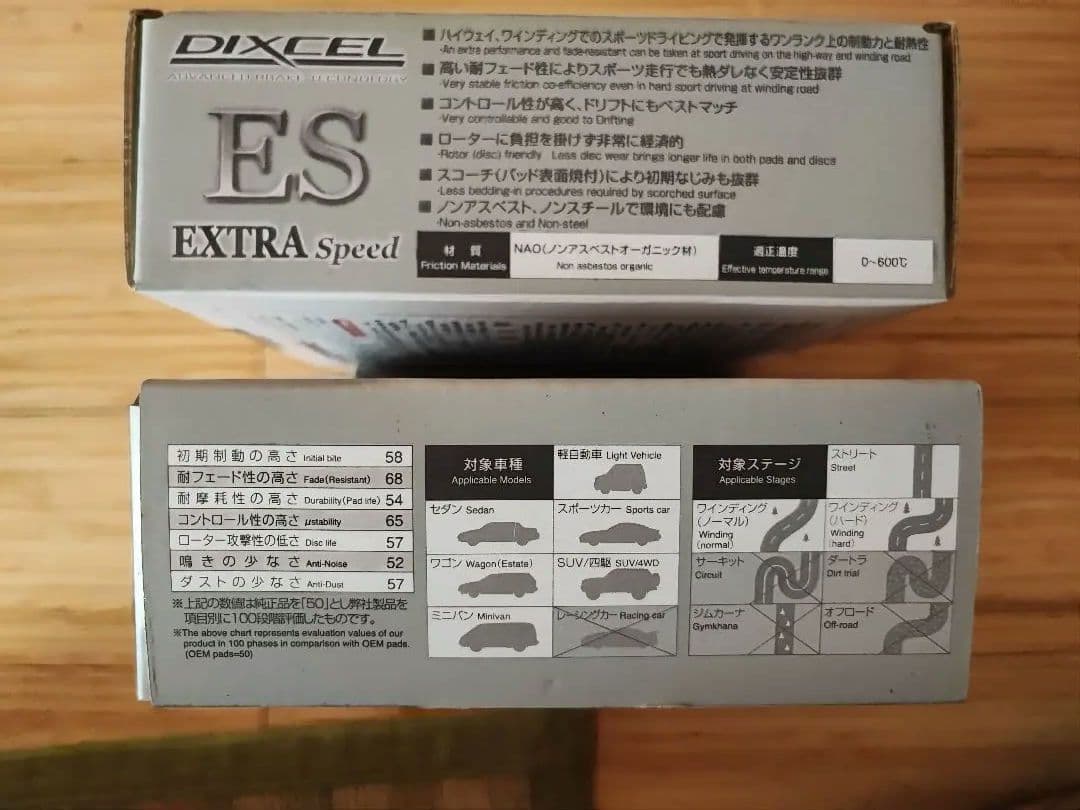 DIXCEL
ADVANCED BRAKE TECHNOLOGY
ES
EXTRA Speed
■ ハイウェイ、ワインディングでのスポーツドライビングで発揮するワンランク上の制動力と耐熱性
·An extra performance and fade-resistant can be taken at sport driving on the high-way and winding road
■ 高い耐フェード性によりスポーツ走行でも熱ダレなく安定性抜群
·Very stable friction co-efficiency even in hard sport driving at winding road
■ コントロール性が高く、ドリフトにもベストマッチ
·Very controllable and good to Drifting
■ ローターに負担を掛けず非常に経済的
·Rotor (disc) friendly Less disc wear brings longer life in both pads and discs
■ スコーチ(パッド表面焼付)により初期なじみも抜群
·Less bedding-in procedures required by scorched surface
■ ノンアスベスト、ノンスチールで環境にも配慮
·Non-asbestos and Non-steel
材質
Friction Materials
NAO(ノンアスベストオーガニック材)
Non asbestos organic
適正温度
Effective temperature range
0~600℃
初期制動の高さ Initial bite 58
耐フェード性の高さ Fade(Resistant) 68
耐摩耗性の高さ Durability(Pad life) 54
コントロール性の高さ μstability 65
ローター攻撃性の低さ Disc life 57
鳴きの少なさ Anti-Noise 52
ダストの少なさ Anti-Dust 57
※上記の数値は純正品を「50」とし弊社製品を
項目別に100段階評価したものです。
※The above chart represents evaluation values of our
product in 100 phases in comparison with OEM pads.
(OEM pads=50)
対象車種
Applicable Models
軽自動車 Light Vehicle
セダン Sedan
スポーツカー Sports car
ワゴン Wagon(Estate)
SUV/四駆 SUV/4WD
ミニバン Minivan
レーシングカー Racing car
対象ステージ
Applicable Stages
ストリート
Street
ワインディング
(ノーマル)
Winding
(normal)
ワインディング
(ハード)
Winding
(hard)
サーキット
Circuit
ダートラ
Dirt trial
ジムカーナ
Gymkhana
オフロード
Off-road